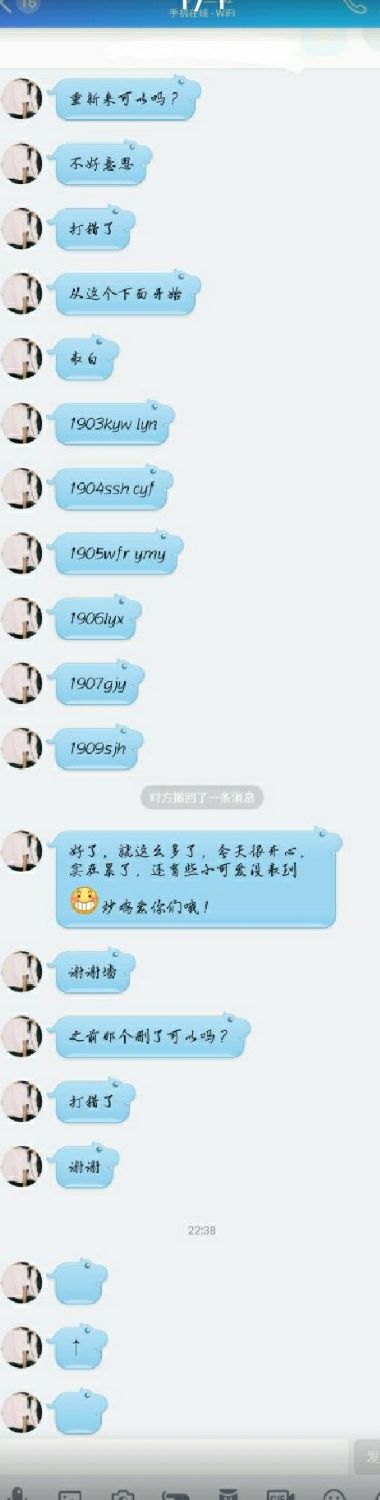 16
手机在线 - WiFi
重新来可以吗？
不好意思
打错了
从这个下面开始
表白
1903kyw lyn
1904ssh cyf
1905wfr ymy
1906lyx
1907gjy
1909sjh
对方撤回了一条消息
好了，就这么多了，今天很开心，
实在累了，还有些小可爱没表到
炒鸡爱你们哦！
谢谢墙
之前那个删了可以吗？
打错了
谢谢
22:38
↑
发
GIF